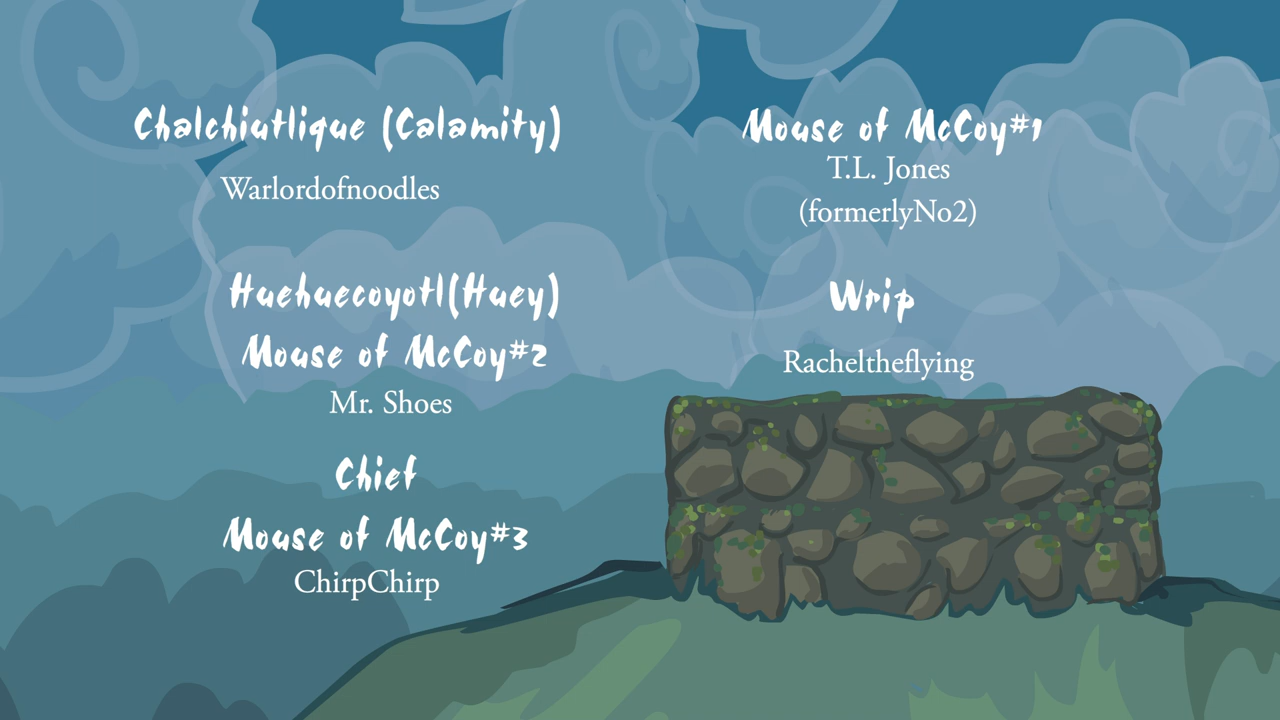 Chalchiutlique (Calamity)
Warlordofnoodles
Huehuecoyotl(Huey)
Mouse of McCoy#2
Mr. Shoes
Chief
Mouse of McCoy#3
ChirpChirp
Mouse of McCoy#1
T.L. Jones
(formerlyNo2)
Wrip
Racheltheflying